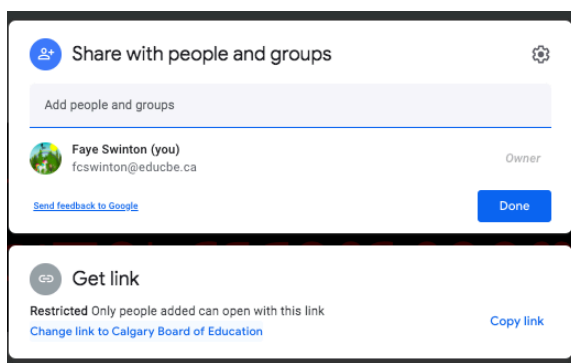 Share with people and groups
Add people and groups
Faye Swinton (you)
fcswinton@educbe.ca
Owner
Send feedback to Google
Done
Get link
Restricted Only people added can open with this link
Change link to Calgary Board of Education
Copy link